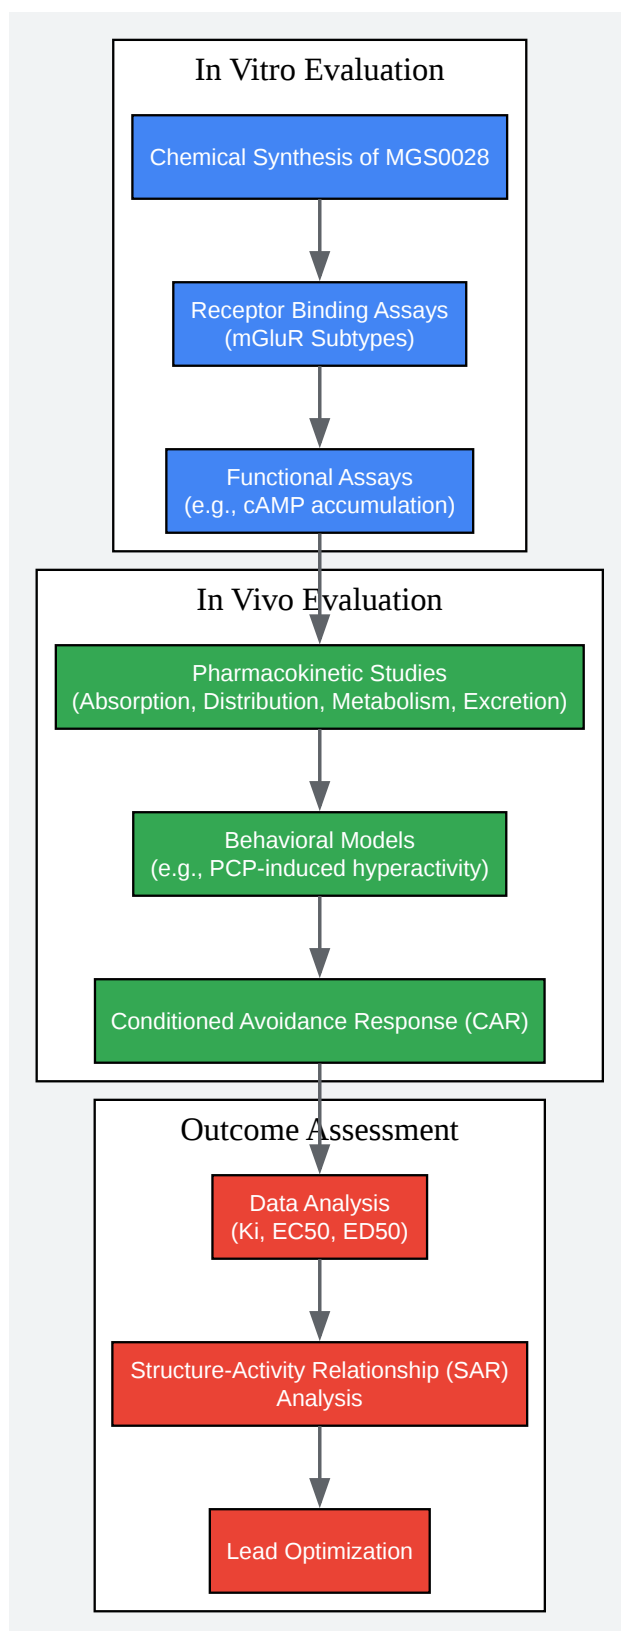 In Vitro Evaluation
Chemical Synthesis of MGS0028
Receptor Binding Assays
(mGluR Subtypes)
Functional Assays
(e.g., cAMP accumulation)
In Vivo Evaluation
Pharmacokinetic Studies
(Absorption, Distribution, Metabolism, Excretion)
Behavioral Models
(e.g., PCP-induced hyperactivity)
Conditioned Avoidance Response (CAR)
Outcome Assessment
Data Analysis
(Ki, EC50, ED50)
Structure-Activity Relationship (SAR)
Analysis
Lead Optimization